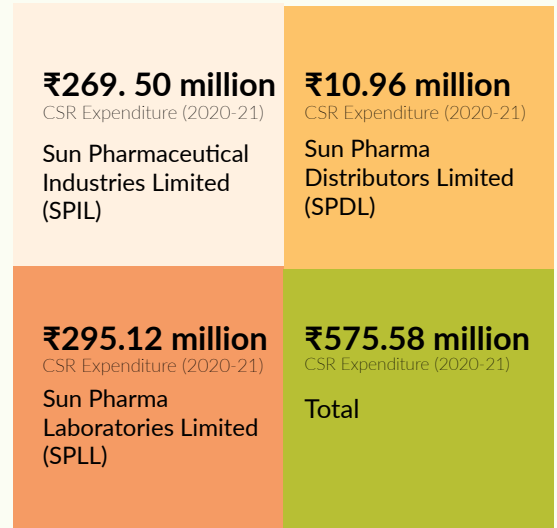 ₹269. 50 million
CSR Expenditure (2020-21)
Sun Pharmaceutical
Industries Limited
(SPIL)
₹10.96 million
CSR Expenditure (2020-21)
Sun Pharma
Distributors Limited
(SPDL)
₹295.12 million
CSR Expenditure (2020-21)
Sun Pharma
Laboratories Limited
(SPLL)
₹575.58 million
CSR Expenditure (2020-21)
Total